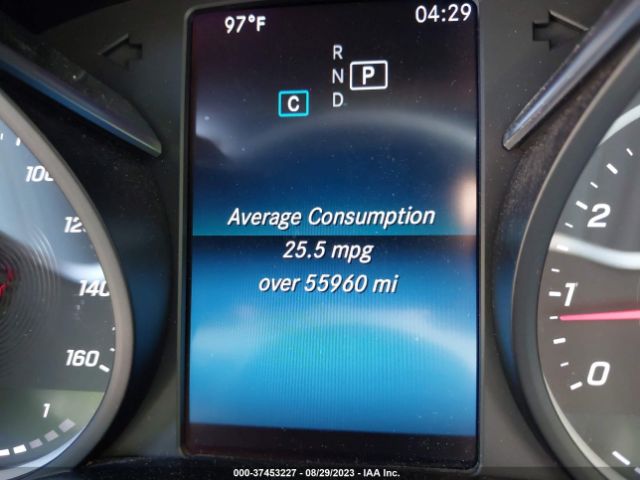 97°F 04:29
R
N P
C D
100
120
140
160
1
2
1
0
Average Consumption
25.5 mpg
over 55960 mi
000-37453227 - 08/29/2023 - IAA Inc.